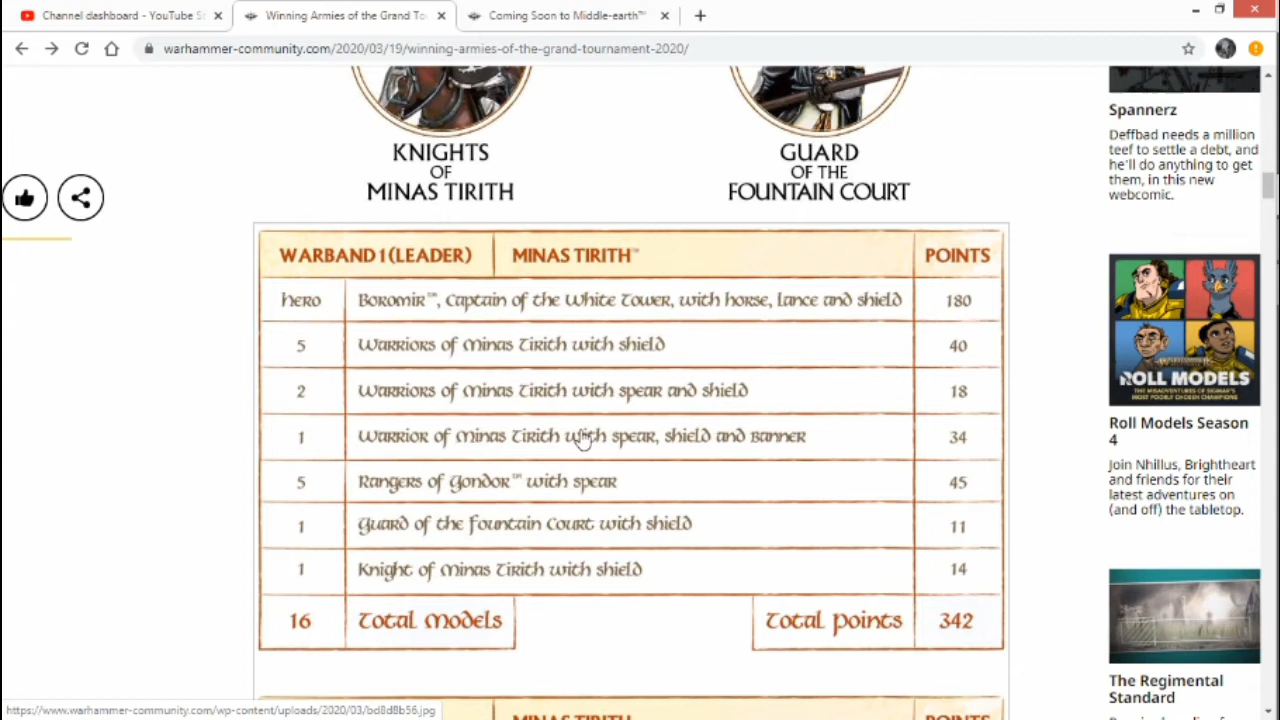 Channel dashboard - YouTube St
Winning Armies of the Grand Tou
Coming Soon to Middle-earth™
warhammer-community.com/2020/03/19/winning-armies-of-the-grand-tournament-2020/
KNIGHTS
OF
MINAS TIRITH
GUARD
OF THE
FOUNTAIN COURT
WARBAND 1 (LEADER) MINAS TIRITH™ POINTS
hero Boromir™, Captain of the White Tower, with horse, lance and shield 180
5 Warriors of Minas Tirith with shield 40
2 Warriors of Minas Tirith with spear and shield 18
1 Warrior of Minas Tirith with spear, shield and banner 34
5 Rangers of Gondor™ with spear 45
1 Guard of the Fountain Court with shield 11
1 Knight of Minas Tirith with shield 14
16 Total Models Total Points 342
MINAS TIRITH POINTS
Spannerz
Deffbad needs a million
teef to settle a debt, and
he'll do anything to get
them, in this new
webcomic.
ROLL MODELS
THE MISADVENTURES OF SIGMAR'S
MOST POORLY CHOSEN CHAMPIONS
Roll Models Season
4
Join Nhillus, Brightheart
and friends for their
latest adventures on
(and off) the tabletop.
The Regimental
Standard
https://www.warhammer-community.com/wp-content/uploads/2020/03/bd8d8b56.jpg